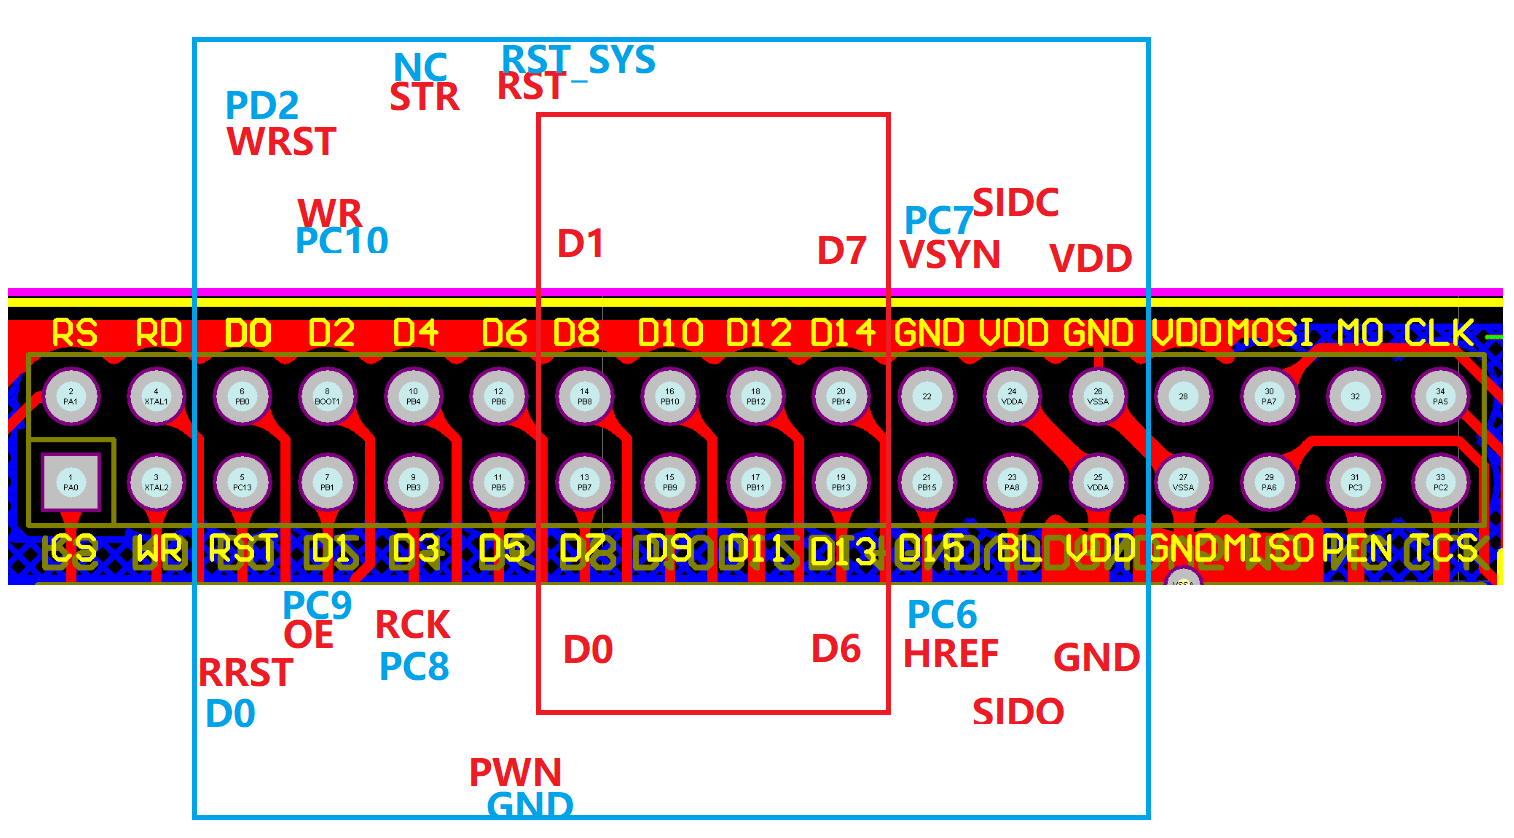 NC RST_SYS
STR RST
PD2
WRST
WR
PC10
D1 D7
SIDC
PC7
VSYN VDD
RS RD D0 D2 D4 D6 D8 D10 D12 D14 GND VDD GND VDD MOSI MO CLK
2 4 6 8 10 12 14 16 18 20 22 24 26 28 30 32 34
PA1 XTAL1 PB0 BOOT1 PB4 PB6 PB8 PB10 PB12 PB14 VDDA VSSA PA7 PA5
1 3 5 7 9 11 13 15 17 19 21 23 25 27 29 31 33
PA0 XTAL2 PC13 PB1 PB3 PB5 PB7 PB9 PB11 PB13 PB15 PA8 VDDA VSSA PA6 PC3 PC2
CS WR RST D1 D3 D5 D7 D9 D11 D13 D15 BL VDD GND MISO PEN TCS
VSSA
PC9
OE
RCK
PC8
RRST
D0
D0 D6
PC6
HREF GND
SIDO
PWN
GND